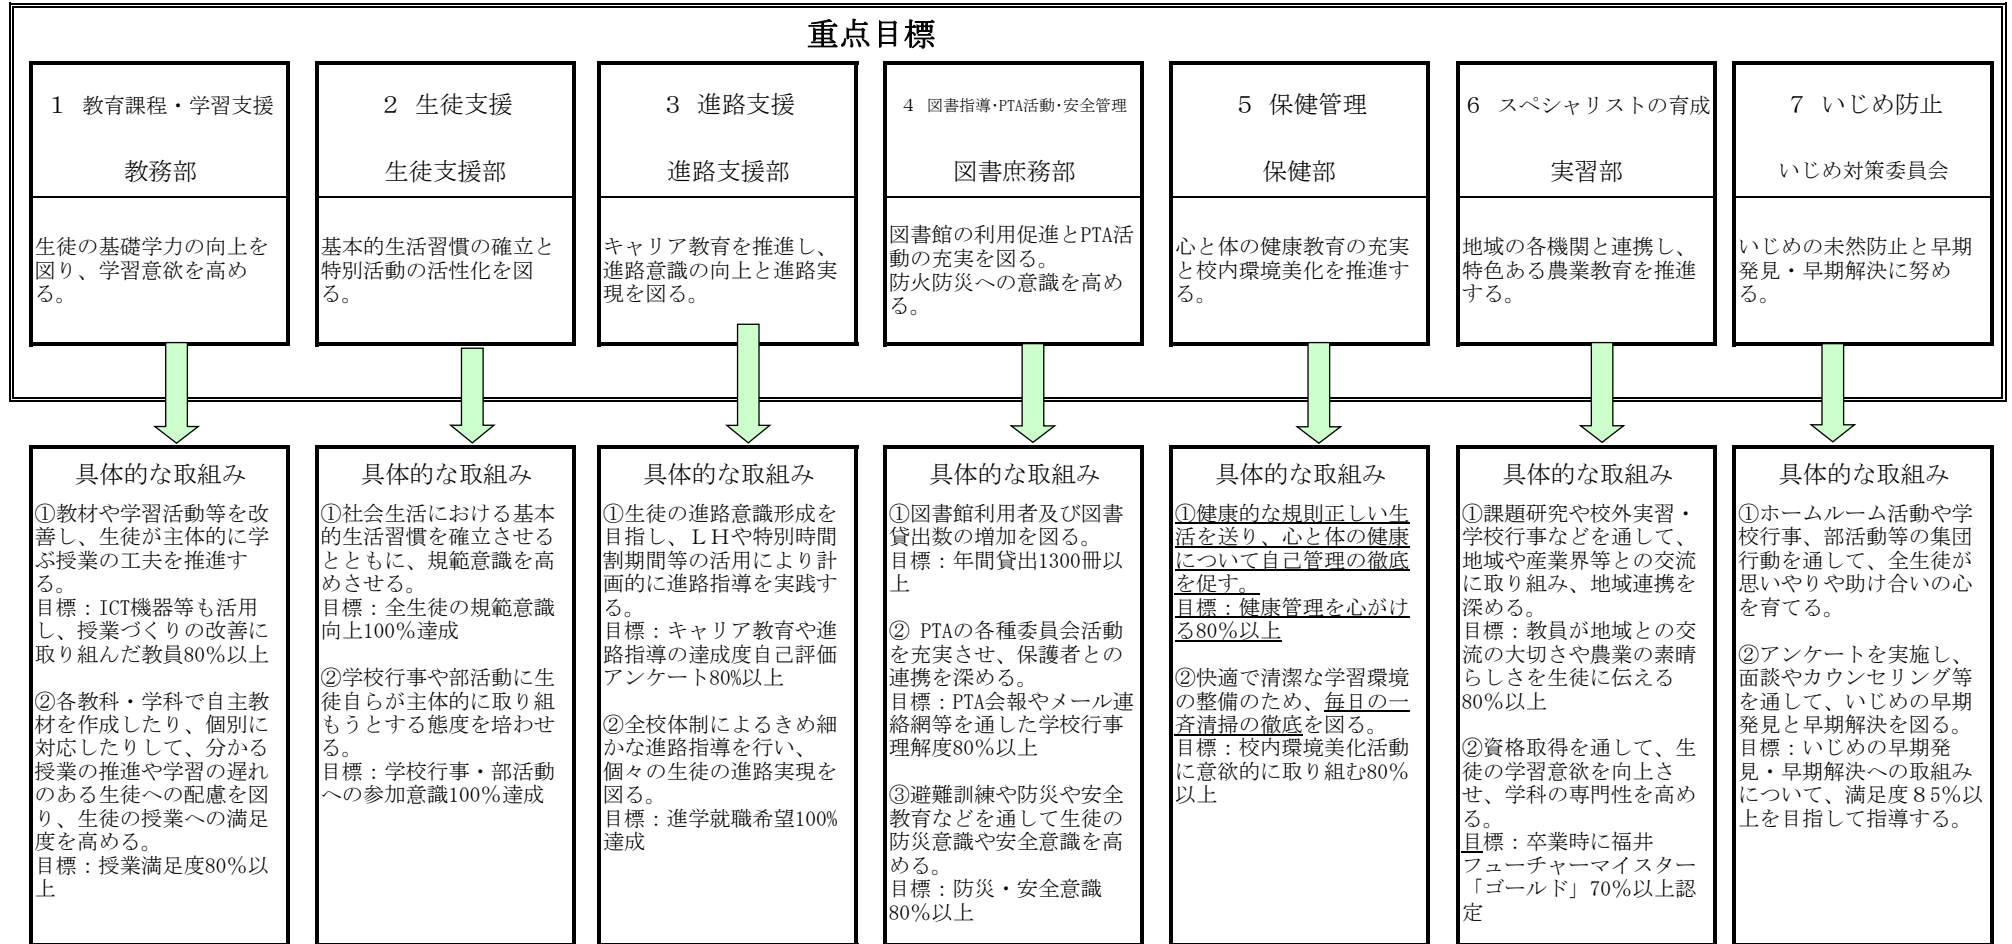 重点目標
1 教育課程・学習支援
教務部
生徒の基礎学力の向上を
図り、学習意欲を高め
る。
2 生徒支援
生徒支援部
基本的生活習慣の確立と
特別活動の活性化を図
る。
3 進路支援
進路支援部
キャリア教育を推進し、
進路意識の向上と進路実
現を図る。
4 図書指導・PTA活動・安全管理
図書庶務部
図書館の利用促進とPTA活
動の充実を図る。
防火防災への意識を高め
る。
5 保健管理
保健部
心と体の健康教育の充実
と校内環境美化を推進す
る。
6 スペシャリストの育成
実習部
地域の各機関と連携し、
特色ある農業教育を推進
する。
7 いじめ防止
いじめ対策委員会
いじめの未然防止と早期
発見・早期解決に努め
る。
具体的な取組み
①教材や学習活動等を改
善し、生徒が主体的に学
ぶ授業の工夫を推進す
る。
目標：ICT機器等も活用
し、授業づくりの改善に
取り組んだ教員80％以上
②各教科・学科で自主教
材を作成したり、個別に
対応したりして、分かる
授業の推進や学習の遅れ
のある生徒への配慮を図
り、生徒の授業への満足
度を高める。
目標：授業満足度80％以
上
具体的な取組み
①社会生活における基本
的生活習慣を確立させる
とともに、規範意識を高
めさせる。
目標：全生徒の規範意識
向上100％達成
②学校行事や部活動に生
徒自らが主体的に取り組
もうとする態度を培わせ
る。
目標：学校行事・部活動
への参加意識100％達成
具体的な取組み
①生徒の進路意識形成を
目指し、ＬＨや特別時間
割期間等の活用により計
画的に進路指導を実践す
る。
目標：キャリア教育や進
路指導の達成度自己評価
アンケート80%以上
②全校体制によるきめ細
かな進路指導を行い、
個々の生徒の進路実現を
図る。
目標：進学就職希望100%
達成
具体的な取組み
①図書館利用者及び図書
貸出数の増加を図る。
目標：年間貸出1300冊以
上
② PTAの各種委員会活動
を充実させ、保護者との
連携を深める。
目標：PTA会報やメール連
絡網等を通した学校行事
理解度80％以上
③避難訓練や防災や安全
教育などを通して生徒の
防災意識や安全意識を高
める。
目標：防災・安全意識
80％以上
具体的な取組み
①健康的な規則正しい生
活を送り、心と体の健康
について自己管理の徹底
を促す。
目標：健康管理を心がけ
る80％以上
②快適で清潔な学習環境
の整備のため、毎日の一
斉清掃の徹底を図る。
目標：校内環境美化活動
に意欲的に取り組む80％
以上
具体的な取組み
①課題研究や校外実習・
学校行事などを通して、
地域や産業界等との交流
に取り組み、地域連携を
深める。
目標：教員が地域との交
流の大切さや農業の素晴
らしさを生徒に伝える
80％以上
②資格取得を通して、生
徒の学習意欲を向上さ
せ、学科の専門性を高め
る。
目標：卒業時に福井
フューチャーマイスター
「ゴールド」70％以上認
定
具体的な取組み
①ホームルーム活動や学
校行事、部活動等の集団
行動を通して、全生徒が
思いやりや助け合いの心
を育てる。
②アンケートを実施し、
面談やカウンセリング等
を通して、いじめの早期
発見と早期解決を図る。
目標：いじめの早期発
見・早期解決への取組み
について、満足度８５％以
上を目指して指導する。